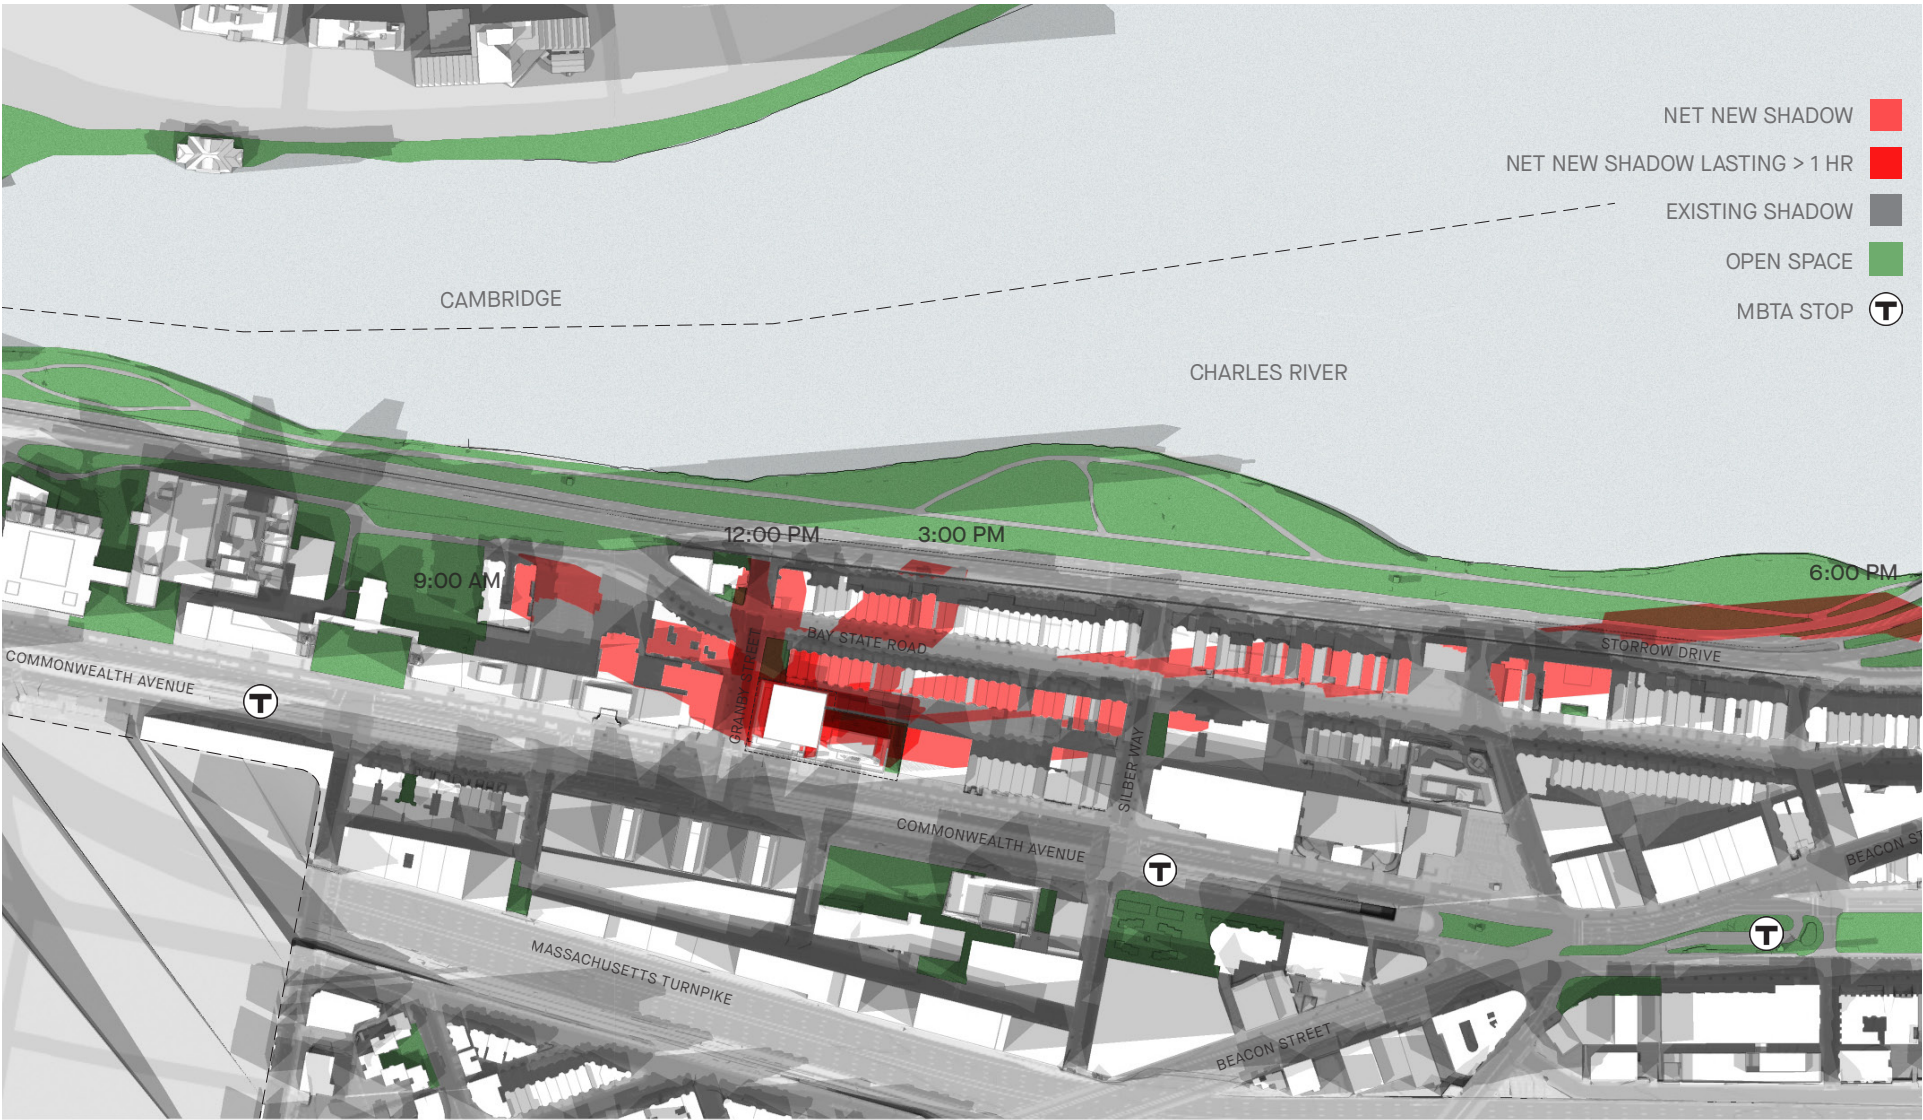 NET NEW SHADOW
NET NEW SHADOW LASTING > 1 HR
EXISTING SHADOW
OPEN SPACE
MBTA STOP
T
CAMBRIDGE
CHARLES RIVER
12:00 PM
3:00 PM
9:00 AM
6:00 PM
BAY STATE ROAD
STORROW DRIVE
COMMONWEALTH AVENUE
T
GRANBY STREET
SILBER WAY
COMMONWEALTH AVENUE
T
BEACON ST
T
MASSACHUSETTS TURNPIKE
BEACON STREET